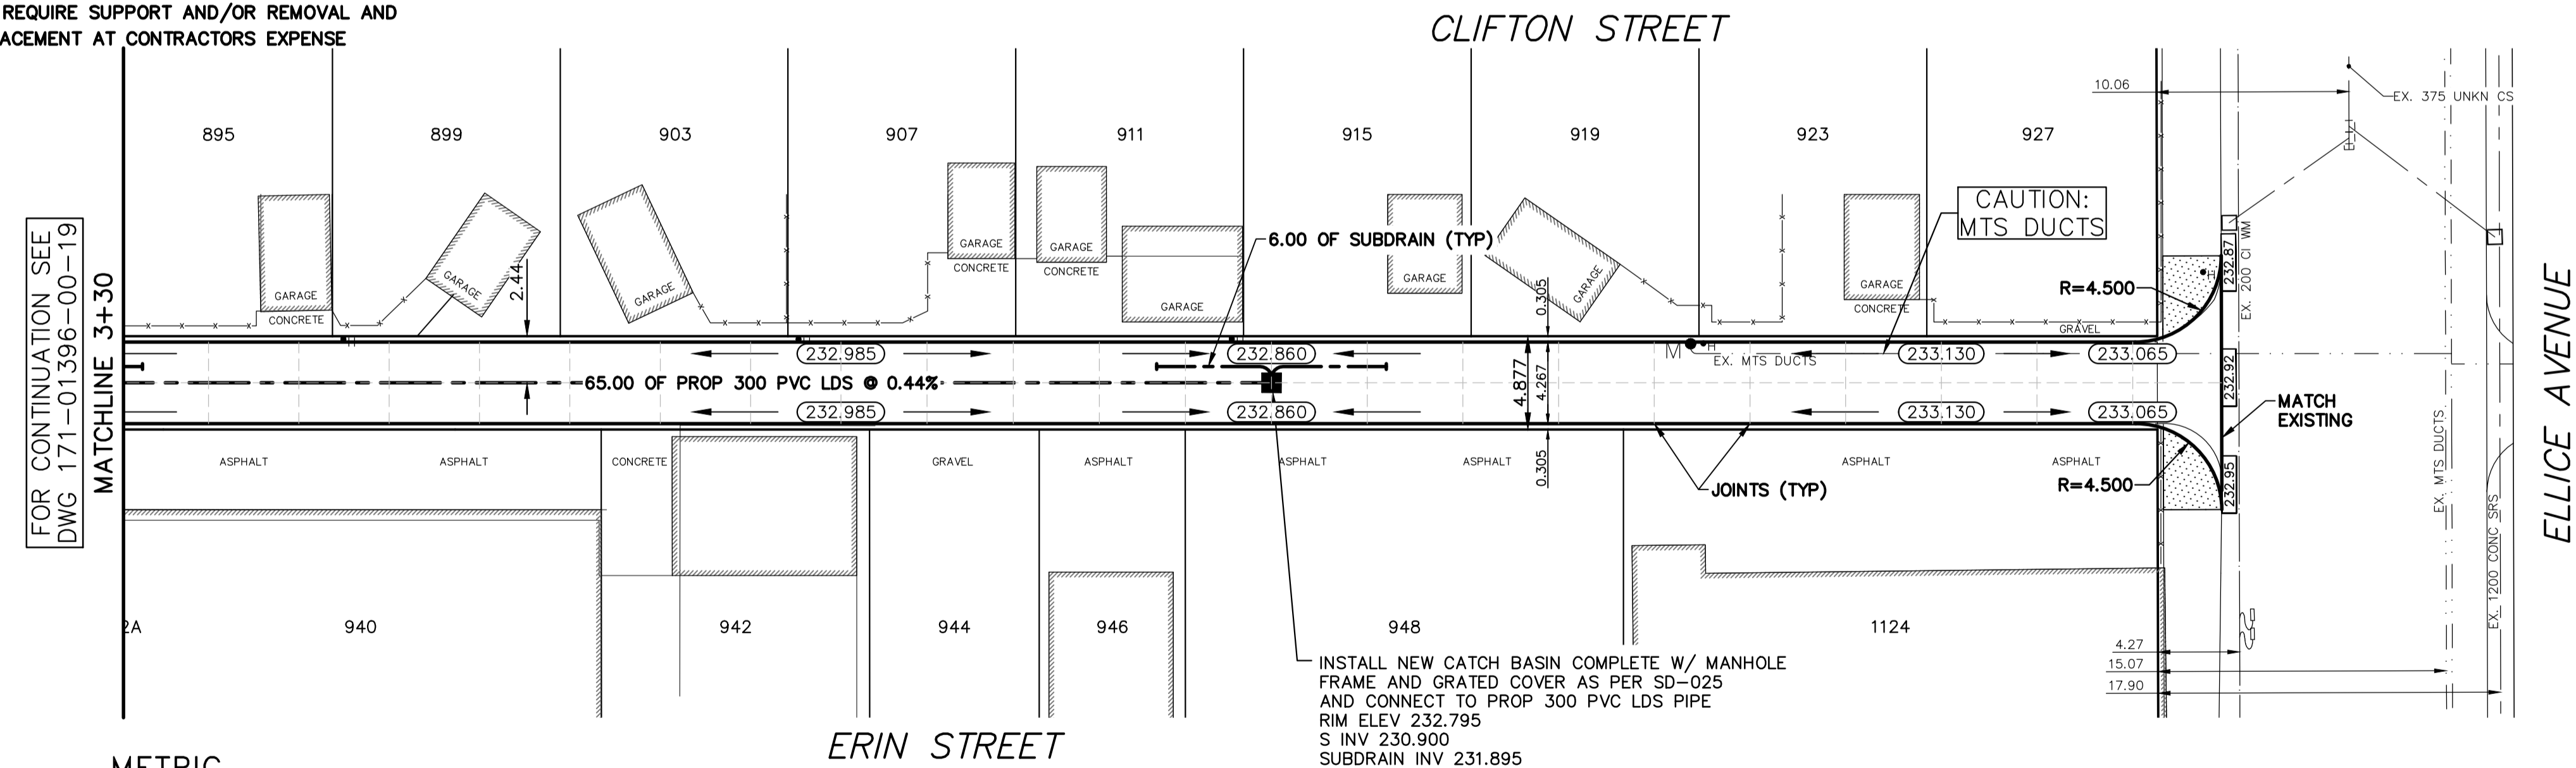 REQUIRE SUPPORT AND/OR REMOVAL AND
ACEMENT AT CONTRACTORS EXPENSE
CLIFTON STREET
10.06
EX. 375 UNKN CS
895
899
903
907
911
915
919
923
927
FOR CONTINUATION SEE
DWG 171-01396-00-19
MATCHLINE 3+30
GARAGE
CONCRETE
GARAGE
2.44
GARAGE
GARAGE
CONCRETE
GARAGE
CONCRETE
GARAGE
6.00 OF SUBDRAIN (TYP)
GARAGE
GARAGE
0.305
GARAGE
CONCRETE
CAUTION:
MTS DUCTS
GRAVEL
R=4.500
232.87
EX. 200 CI WM
232.985
232.860
M
H
EX. MTS DUCTS
233.130
233.065
65.00 OF PROP 300 PVC LDS @ 0.44%
4.877
4.267
232.92
232.985
232.860
233.130
233.065
MATCH
EXISTING
ELLICE AVENUE
ASPHALT
ASPHALT
CONCRETE
GRAVEL
ASPHALT
ASPHALT
ASPHALT
0.305
JOINTS (TYP)
ASPHALT
ASPHALT
R=4.500
232.95
EX. MTS DUCTS
EX. 1200 CONC SRS
2A
940
942
944
946
948
1124
4.27
15.07
17.90
INSTALL NEW CATCH BASIN COMPLETE W/ MANHOLE
FRAME AND GRATED COVER AS PER SD-025
AND CONNECT TO PROP 300 PVC LDS PIPE
RIM ELEV 232.795
S INV 230.900
SUBDRAIN INV 231.895
ERIN STREET
METRIC